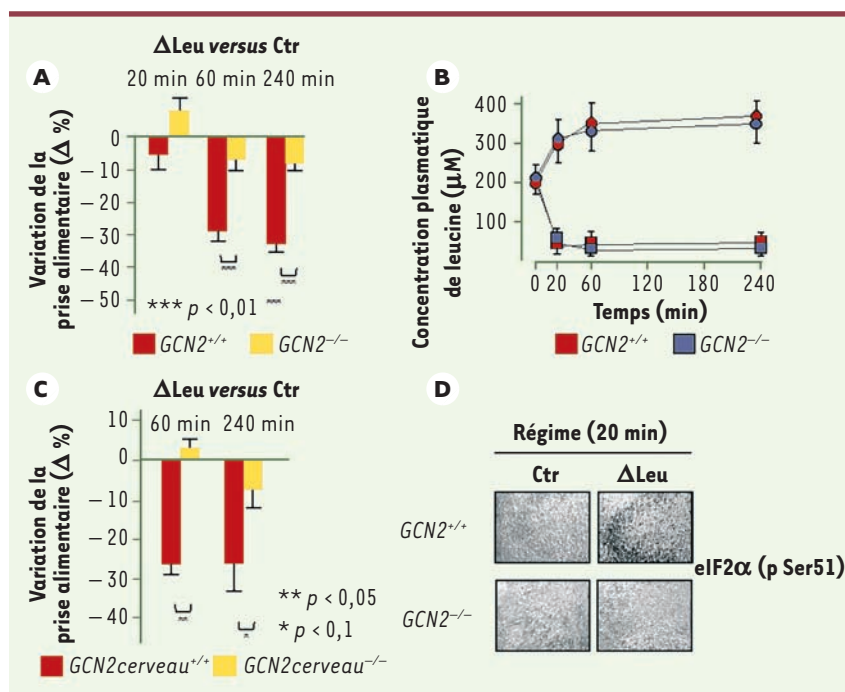 A
ΔLeu versus Ctr
20 min 60 min 240 min
Variation de la
prise alimentaire (Δ %)
0
– 10
– 20
– 30
– 40
– 50
*** p < 0,01
GCN2+/+ GCN2–/–
B
Concentration plasmatique
de leucine (µM)
400
300
200
100
0 20 60 120 180 240
Temps (min)
GCN2+/+ GCN2–/–
C
ΔLeu versus Ctr
60 min 240 min
Variation de la
prise alimentaire (Δ %)
10
0
– 10
– 20
– 30
– 40
** p < 0,05
* p < 0,1
GCN2cerveau+/+ GCN2cerveau–/–
D
Régime (20 min)
Ctr ΔLeu
GCN2+/+
GCN2–/–
eIF2α (p Ser51)